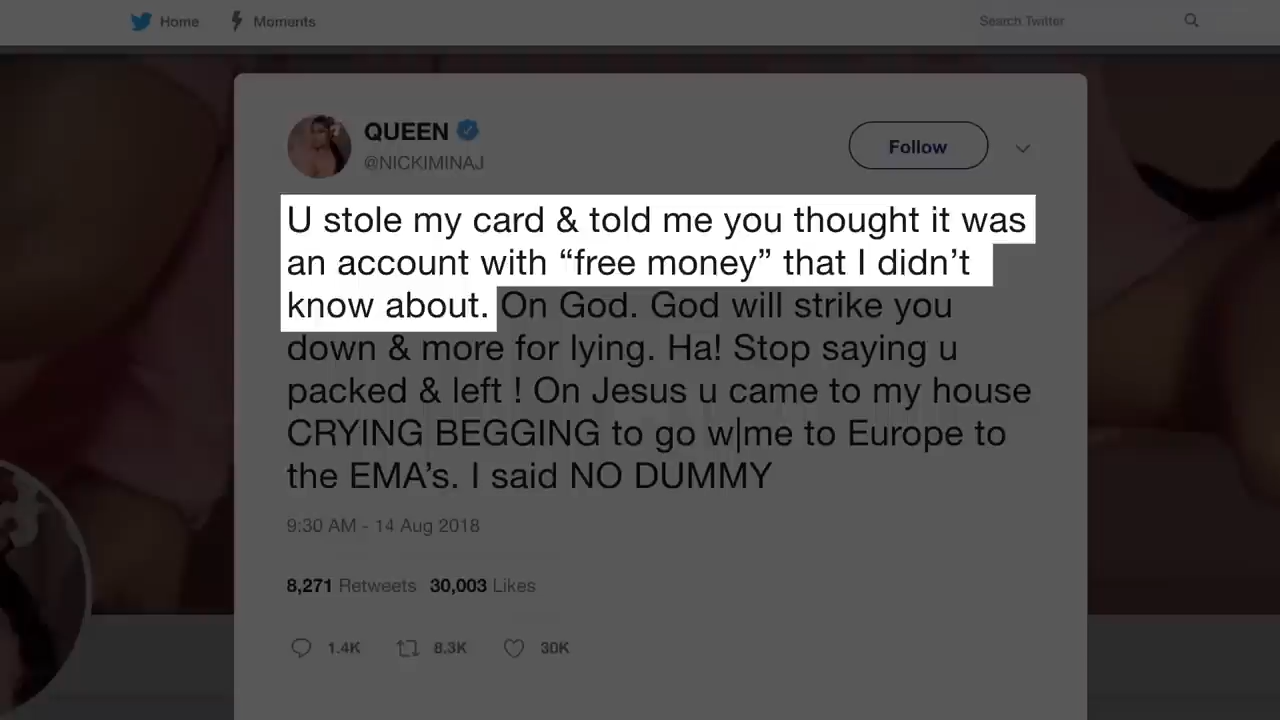 Home Moments Search Twitter
QUEEN
@NICKIMINAJ
Follow
U stole my card & told me you thought it was
an account with “free money” that I didn’t
know about. On God. God will strike you
down & more for lying. Ha! Stop saying u
packed & left ! On Jesus u came to my house
CRYING BEGGING to go w|me to Europe to
the EMA’s. I said NO DUMMY
9:30 AM - 14 Aug 2018
8,271 Retweets 30,003 Likes
1.4K 8.3K 30K